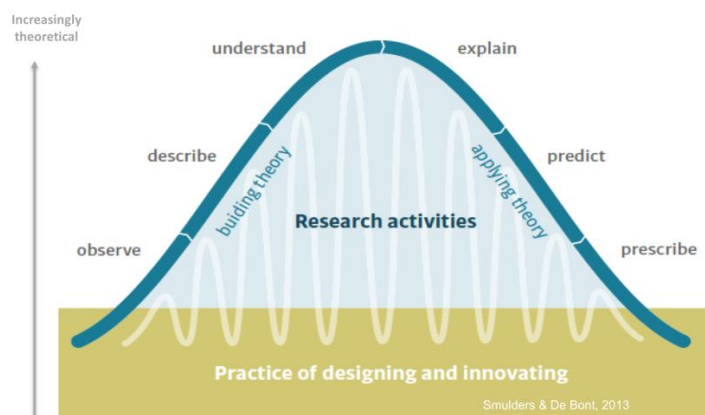 Increasingly
theoretical
understand
explain
describe
predict
buiding theory
applying theory
Research activities
observe
prescribe
Practice of designing and innovating
Smulders & De Bont, 2013